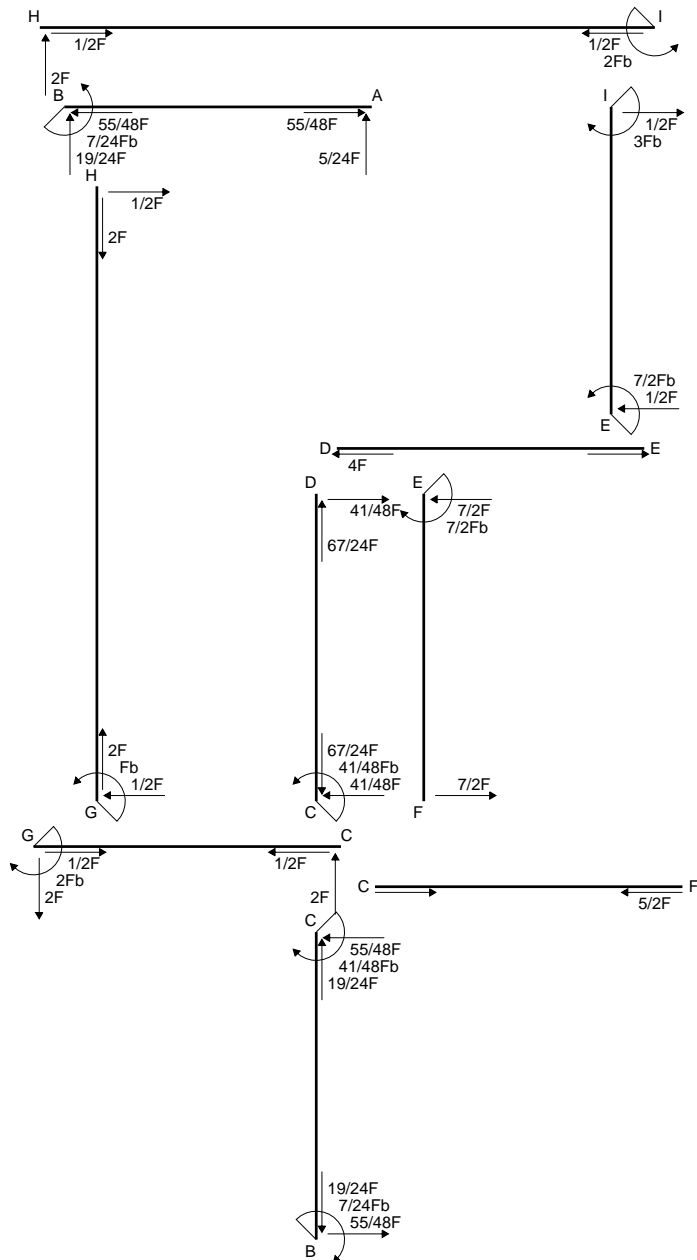 H I
1/2F 1/2F
2Fb
2F
B A I
55/48F 55/48F 1/2F
7/24Fb 3Fb
19/24F 5/24F
H
1/2F
2F
7/2Fb
1/2F
E
D E
4F
D E
41/48F 7/2F
7/2Fb
67/24F
2F 67/24F
Fb 41/48Fb
1/2F 41/48F 7/2F
G C F
G C
1/2F 1/2F
2Fb
2F 2F C F
5/2F
C
55/48F
41/48Fb
19/24F
19/24F
7/24Fb
55/48F
B